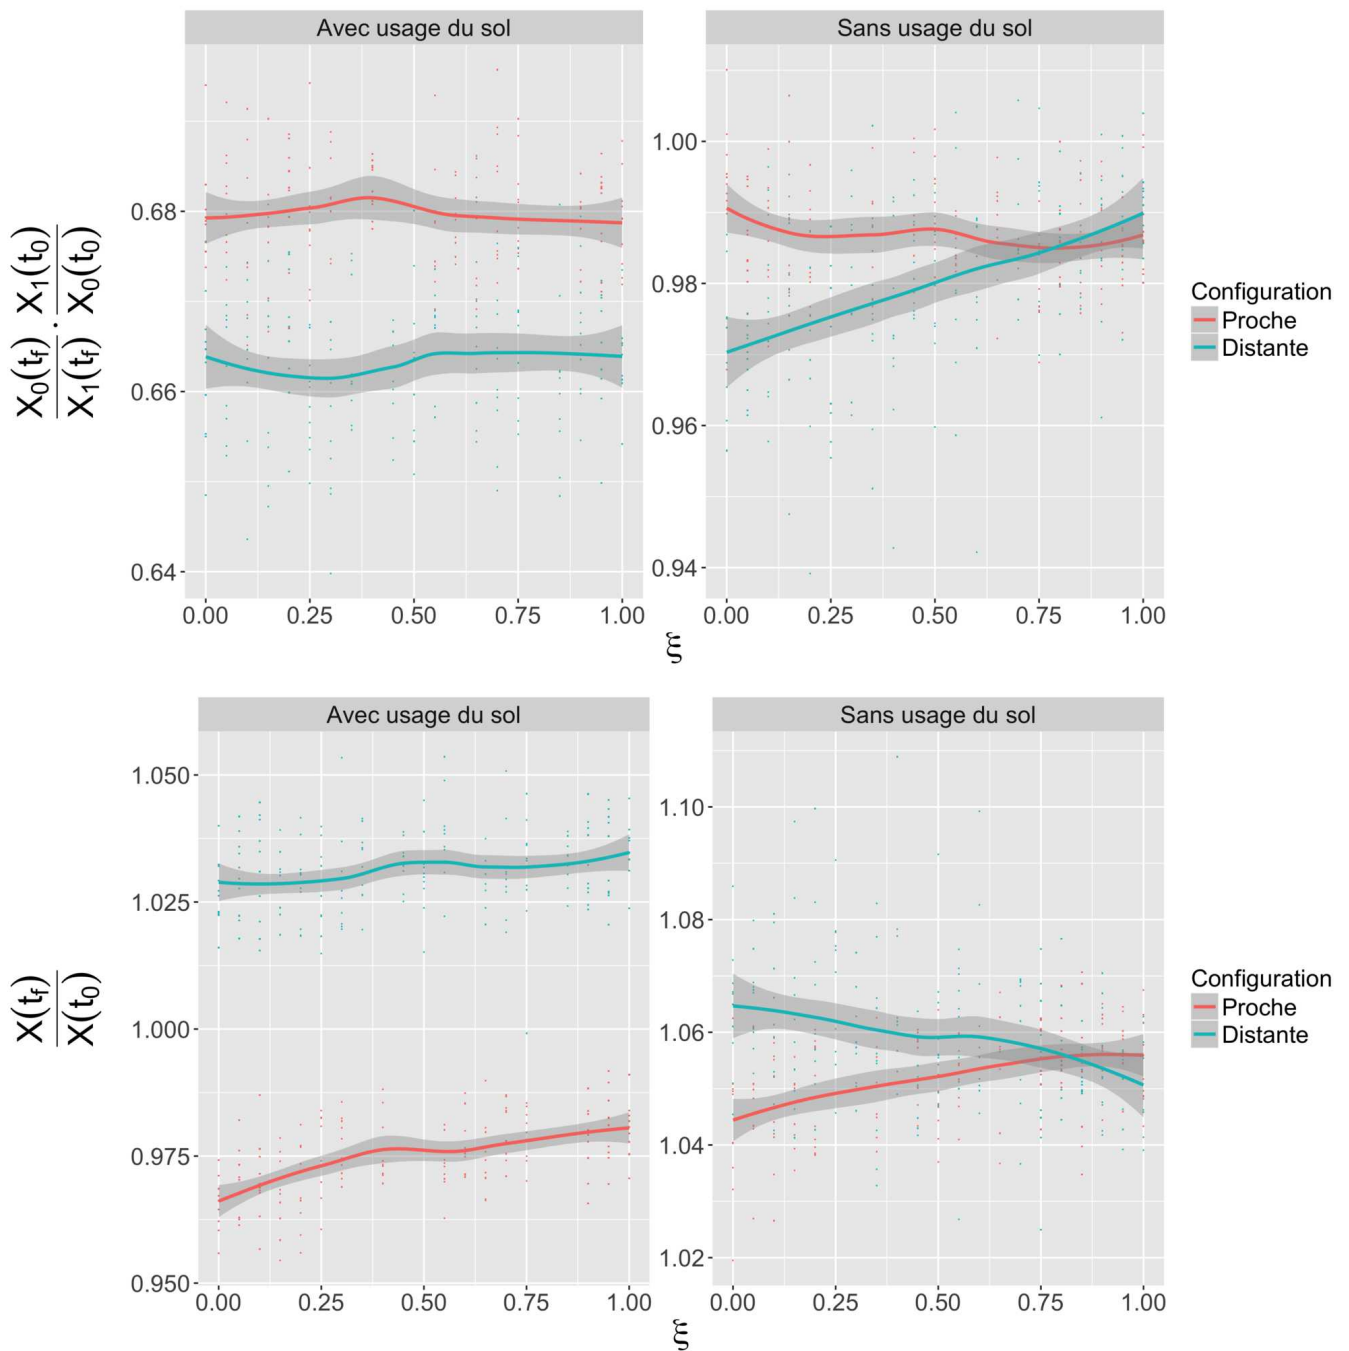 Avec usage du sol
Sans usage du sol
X0(tf) / X1(tf) . X1(t0) / X0(t0)
0.68
0.66
0.64
1.00
0.98
0.96
0.94
0.00 0.25 0.50 0.75 1.00
0.00 0.25 0.50 0.75 1.00
ξ
Configuration
Proche
Distante
Avec usage du sol
Sans usage du sol
X(tf) / X(t0)
1.050
1.025
1.000
0.975
0.950
1.10
1.08
1.06
1.04
1.02
0.00 0.25 0.50 0.75 1.00
0.00 0.25 0.50 0.75 1.00
ξ
Configuration
Proche
Distante